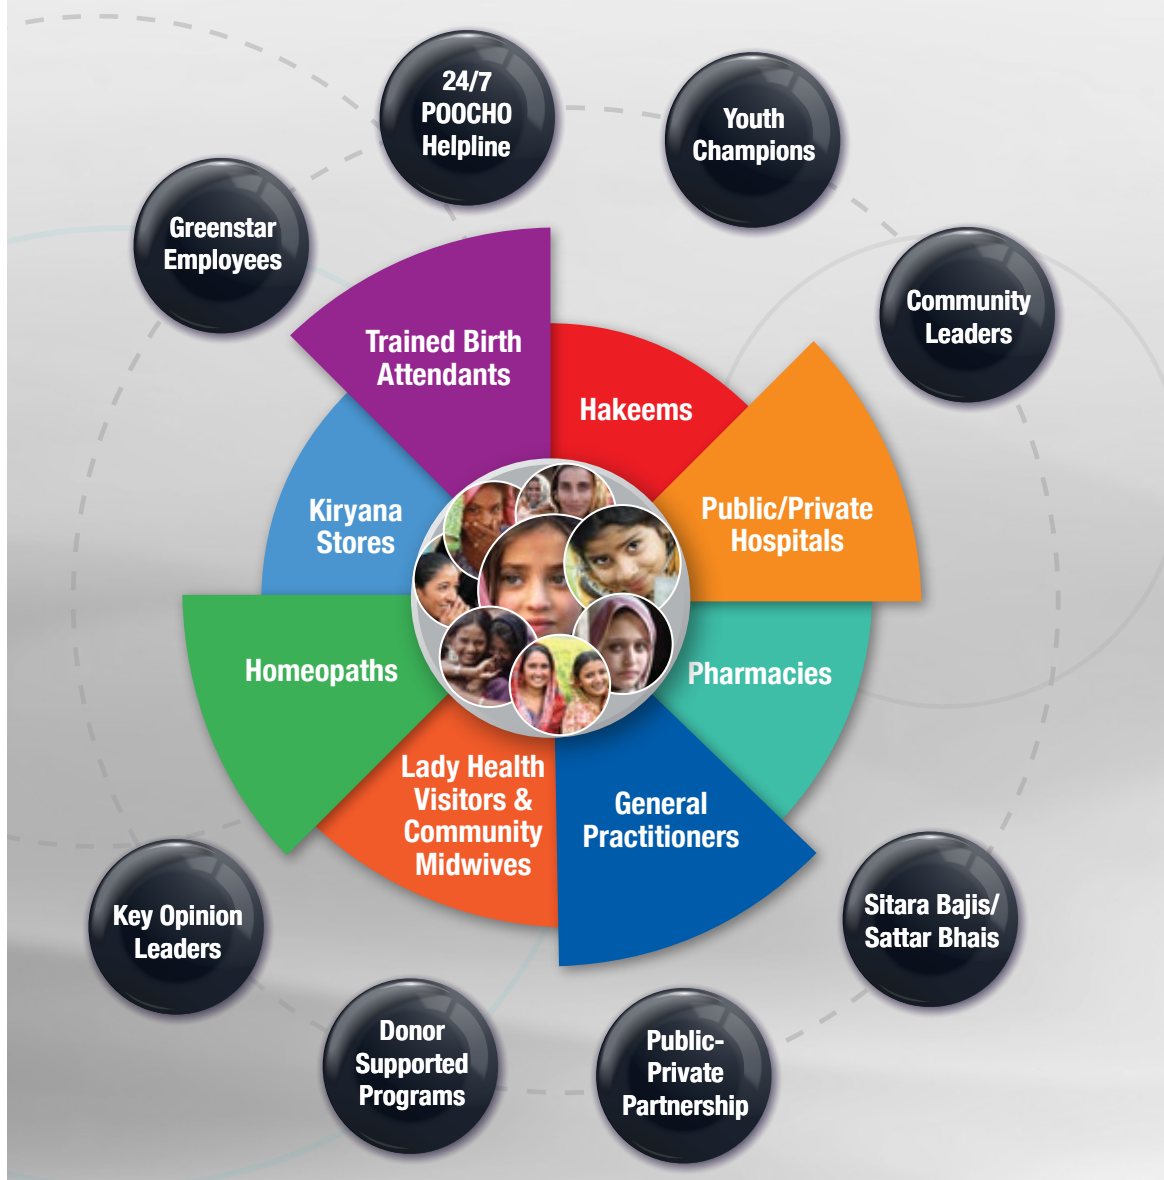 24/7
POOCHO
Helpline
Youth
Champions
Greenstar
Employees
Community
Leaders
Trained Birth
Attendants
Hakeems
Public/Private
Hospitals
Kiryana
Stores
Homeopaths
Pharmacies
Lady Health
Visitors &
Community
Midwives
General
Practitioners
Key Opinion
Leaders
Sitara Bajis/
Sattar Bhais
Donor
Supported
Programs
Public-
Private
Partnership